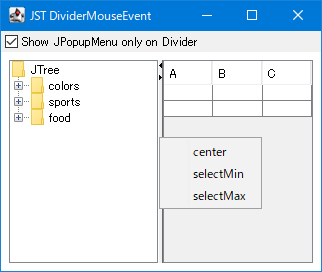 JST DividerMouseEvent
Show JPopupMenu only on Divider
JTree
colors
sports
food
A B C
center
selectMin
selectMax